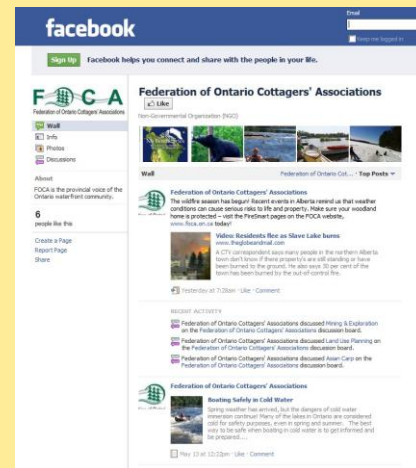 facebook
Email
Keep me logged in
Sign Up
Facebook helps you connect and share with the people in your life.
FOCA
Federation of Ontario Cottagers' Associations
Wall
Info
Photos
Discussions
About
FOCA is the provincial voice of the
Ontario waterfront community.
6
people like this
Create a Page
Report Page
Share
Federation of Ontario Cottagers' Associations
Like
Non-Governmental Organization (NGO)
Wall
Federation of Ontario Cot... · Top Posts
Federation of Ontario Cottagers' Associations
The wildfire season has begun! Recent events in Alberta remind us that weather
conditions can cause serious risks to life and property. Make sure your woodland
home is protected – visit the FireSmart pages on the FOCA website,
www.foca.on.ca today!
Video: Residents flee as Slave Lake burns
www.theglobeandmail.com
A CTV correspondent says many people in the northern Alberta
town don't know if there property's are still standing or have
been burned to the ground. He also says 30 per cent of the
town has been burned by the out-of-control fire.
Yesterday at 7:28am · Like · Comment
RECENT ACTIVITY
Federation of Ontario Cottagers' Associations discussed Mining & Exploration
on the Federation of Ontario Cottagers' Associations discussion board.
Federation of Ontario Cottagers' Associations discussed Land Use Planning on
the Federation of Ontario Cottagers' Associations discussion board.
Federation of Ontario Cottagers' Associations discussed Asian Carp on the
Federation of Ontario Cottagers' Associations discussion board.
Federation of Ontario Cottagers' Associations
Boating Safely in Cold Water
Spring weather has arrived, but the dangers of cold water
immersion continue! Many of the lakes in Ontario are considered
cold for safety purposes, even in spring and summer. The best
way to be safe when boating in cold water is to get informed and
be prepared....
May 13 at 12:22pm · Like · Comment